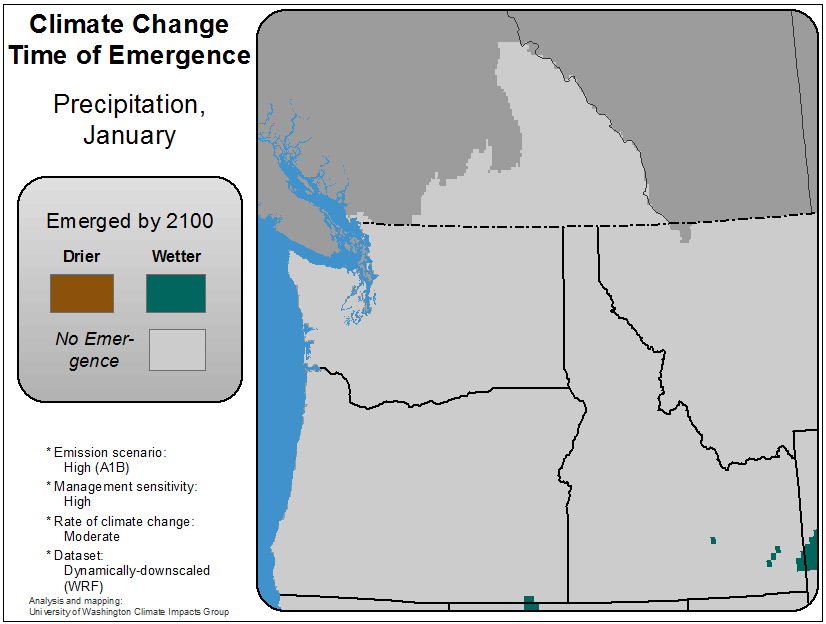 Climate Change
Time of Emergence
Precipitation,
January
Emerged by 2100
Drier Wetter
No Emer-
gence
* Emission scenario:
High (A1B)
* Management sensitivity:
High
* Rate of climate change:
Moderate
* Dataset:
Dynamically-downscaled
(WRF)
Analysis and mapping:
University of Washington Climate Impacts Group